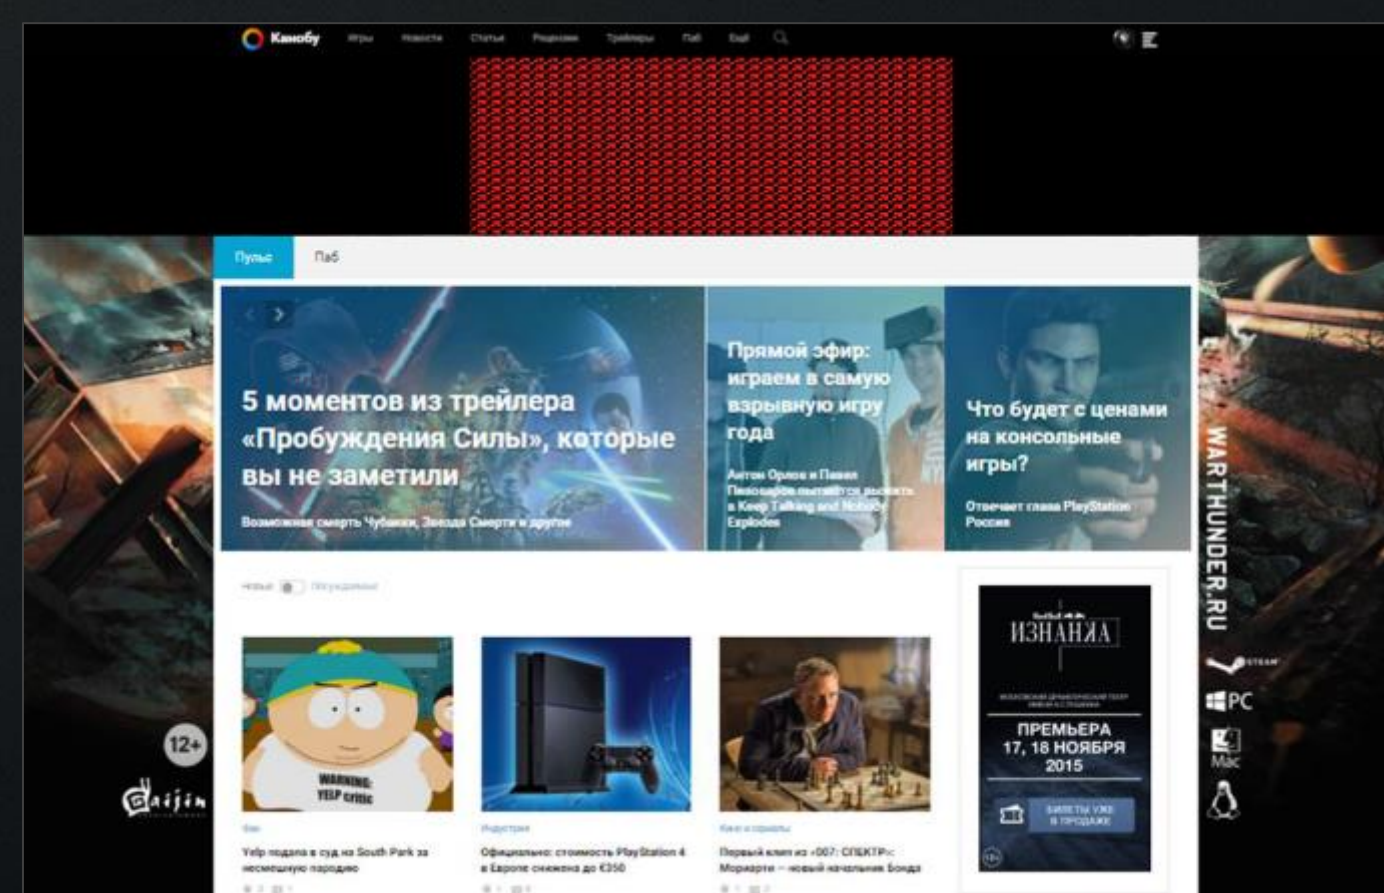 Канобу
Игры Новости Статьи Рецензии Трейлеры Паб Ещё
Пульс Паб
5 моментов из трейлера
«Пробуждения Силы», которые
вы не заметили
Возможная смерть Чубакки, Звезда Смерти и другое
Прямой эфир:
играем в самую
взрывную игру
года
Антон Орлов и Павел
Пивоваров пытаются выжить
в Keep Talking and Nobody
Explodes
Что будет с ценами
на консольные
игры?
Отвечает глава PlayStation
Россия
WARNING:
YELP critic
Индустрия
Кино и сериалы
Yelp подала в суд на South Park за
несмешную пародию
Официально: стоимость PlayStation 4
в Европе снижена до €350
Первый клип из «007: СПЕКТР»:
Мориарти — новый начальник Бонда
ИЗНАНКА
ПРЕМЬЕРА
17, 18 НОЯБРЯ
2015
БИЛЕТЫ УЖЕ
В ПРОДАЖЕ
12+
Gaijin
WARTHUNDER.RU
STEAM
PC
Mac